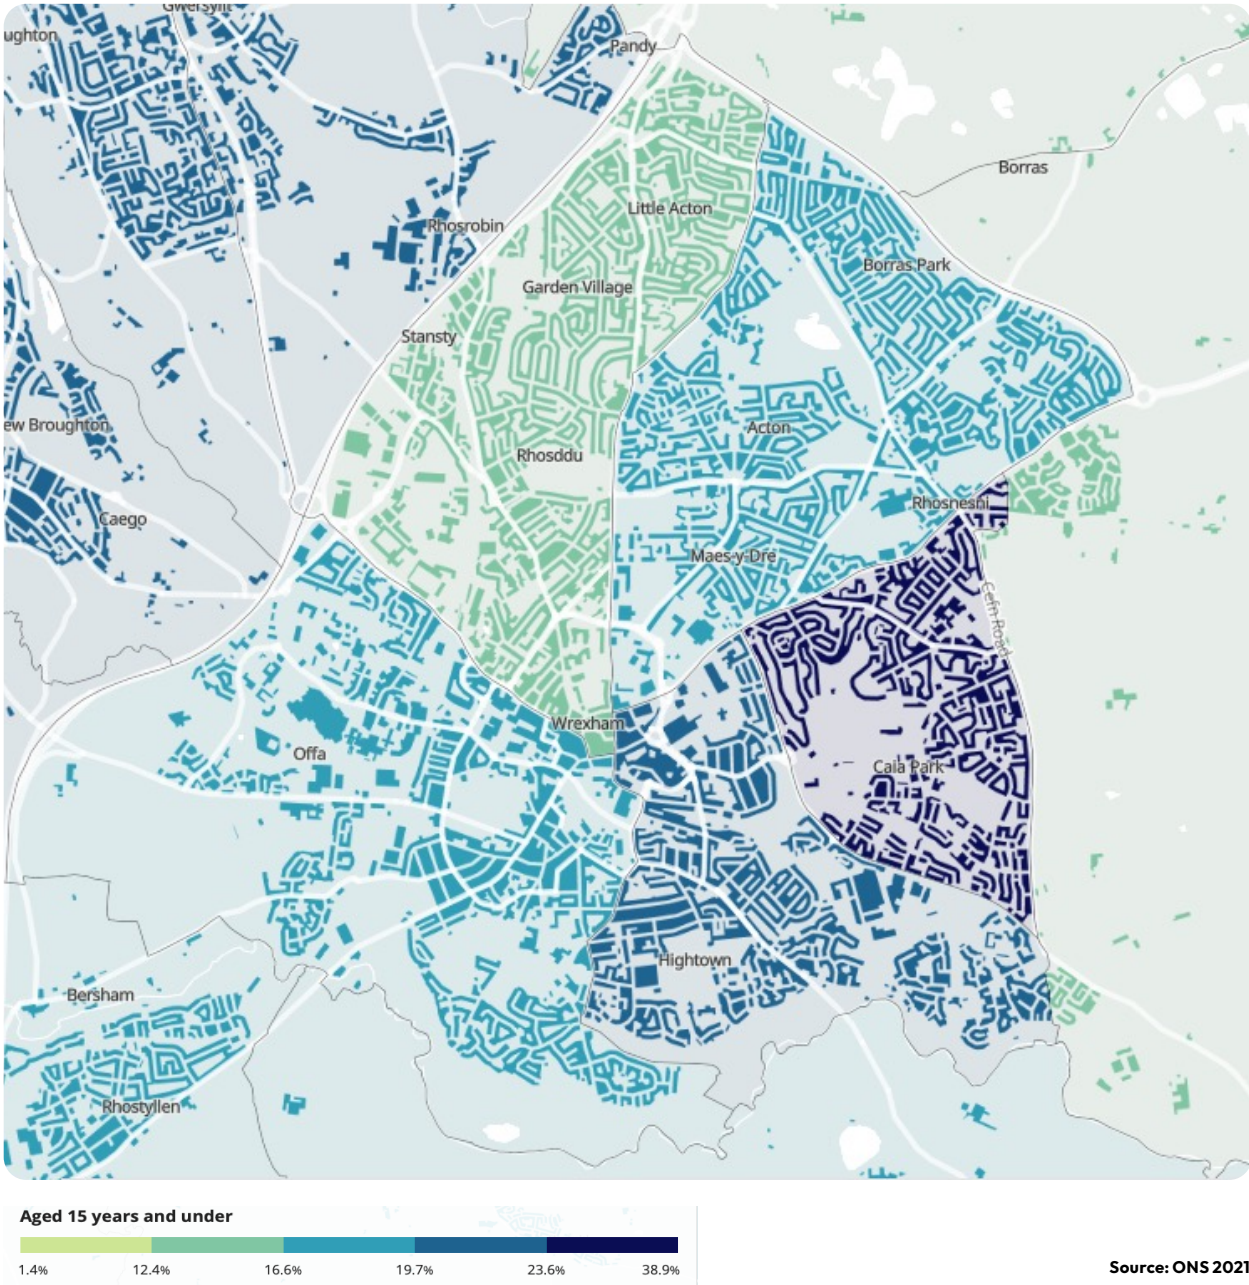 Gwersyllt
ughton
Pandy
Borras
Little Acton
Rhosrobin
Borras Park
Garden Village
Stansty
ew Broughton
Acton
Rhosddu
Rhosnesni
Caego
Maes-y-Dre
Cefn Road
Wrexham
Offa
Caia Park
Hightown
Bersham
Rhostyllen
Aged 15 years and under
1.4% 12.4% 16.6% 19.7% 23.6% 38.9%
Source: ONS 2021